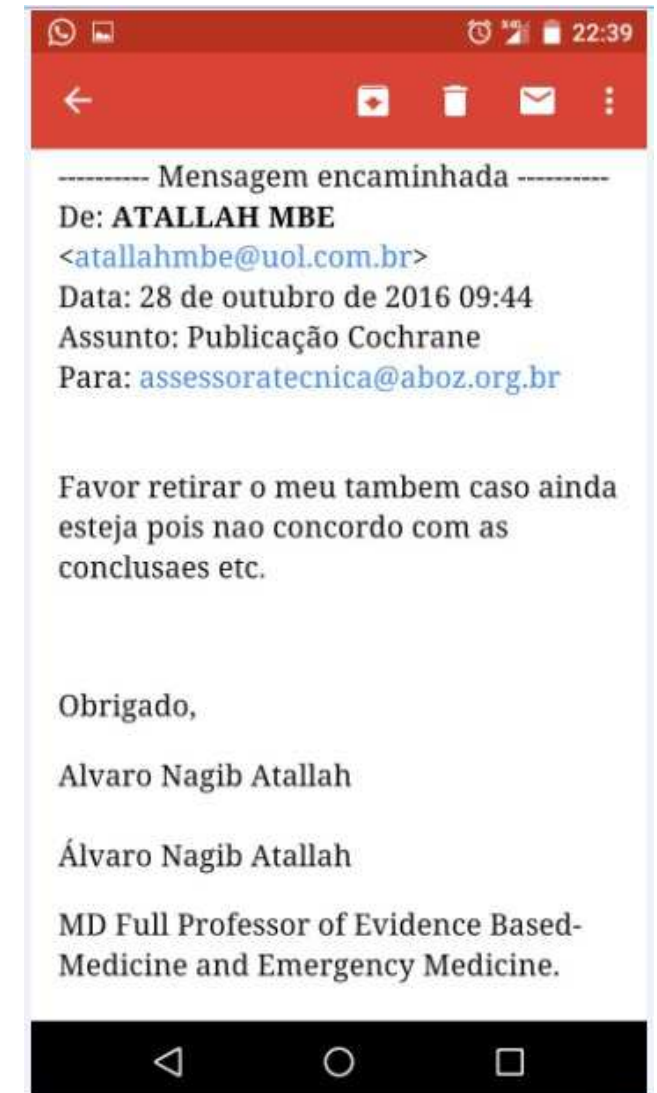 22:39
---------- Mensagem encaminhada ----------
De: ATALLAH MBE
<atallahmbe@uol.com.br>
Data: 28 de outubro de 2016 09:44
Assunto: Publicação Cochrane
Para: assessoratecnica@aboz.org.br
Favor retirar o meu tambem caso ainda
esteja pois nao concordo com as
conclusaes etc.
Obrigado,
Alvaro Nagib Atallah
Álvaro Nagib Atallah
MD Full Professor of Evidence Based-
Medicine and Emergency Medicine.